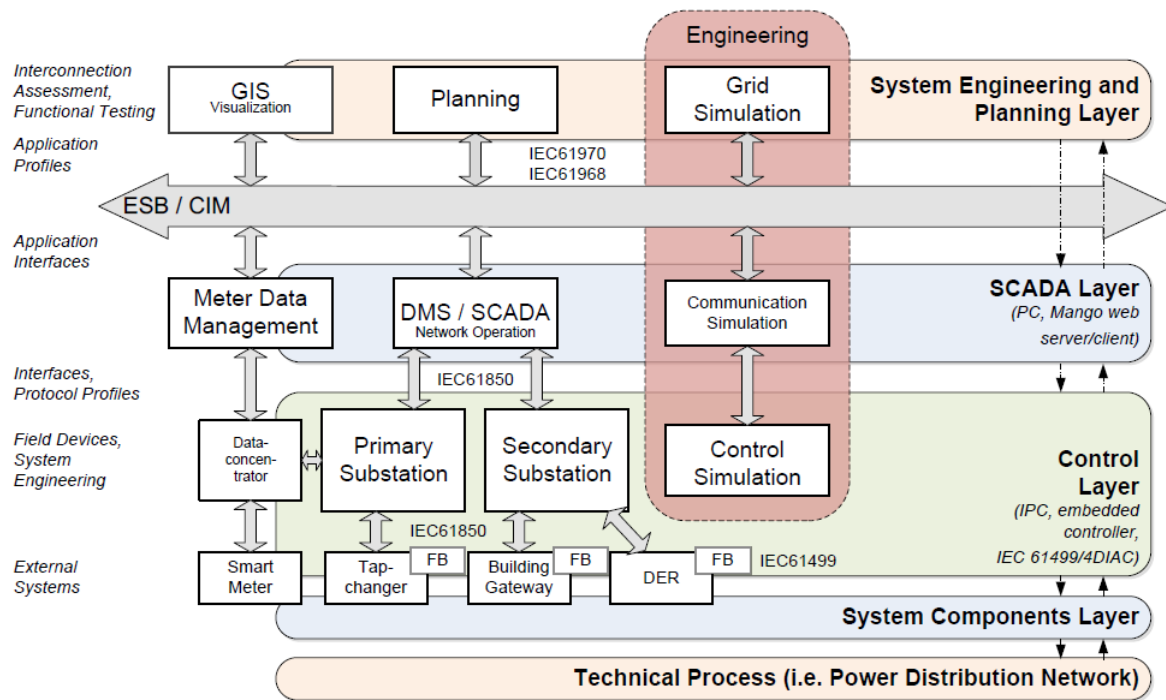 Engineering
Interconnection
Assessment,
Functional Testing
GIS
Visualization
Planning
Grid
Simulation
System Engineering and
Planning Layer
Application
Profiles
IEC61970
IEC61968
ESB / CIM
Application
Interfaces
Meter Data
Management
DMS / SCADA
Network Operation
Communication
Simulation
SCADA Layer
(PC, Mango web
server/client)
Interfaces,
Protocol Profiles
IEC61850
Field Devices,
System
Engineering
Data-
concen-
trator
Primary
Substation
Secondary
Substation
Control
Simulation
Control
Layer
(IPC, embedded
controller,
IEC 61499/4DIAC)
IEC61850
External
Systems
Smart
Meter
Tap-
changer
FB
Building
Gateway
FB
DER
FB
IEC61499
System Components Layer
Technical Process (i.e. Power Distribution Network)